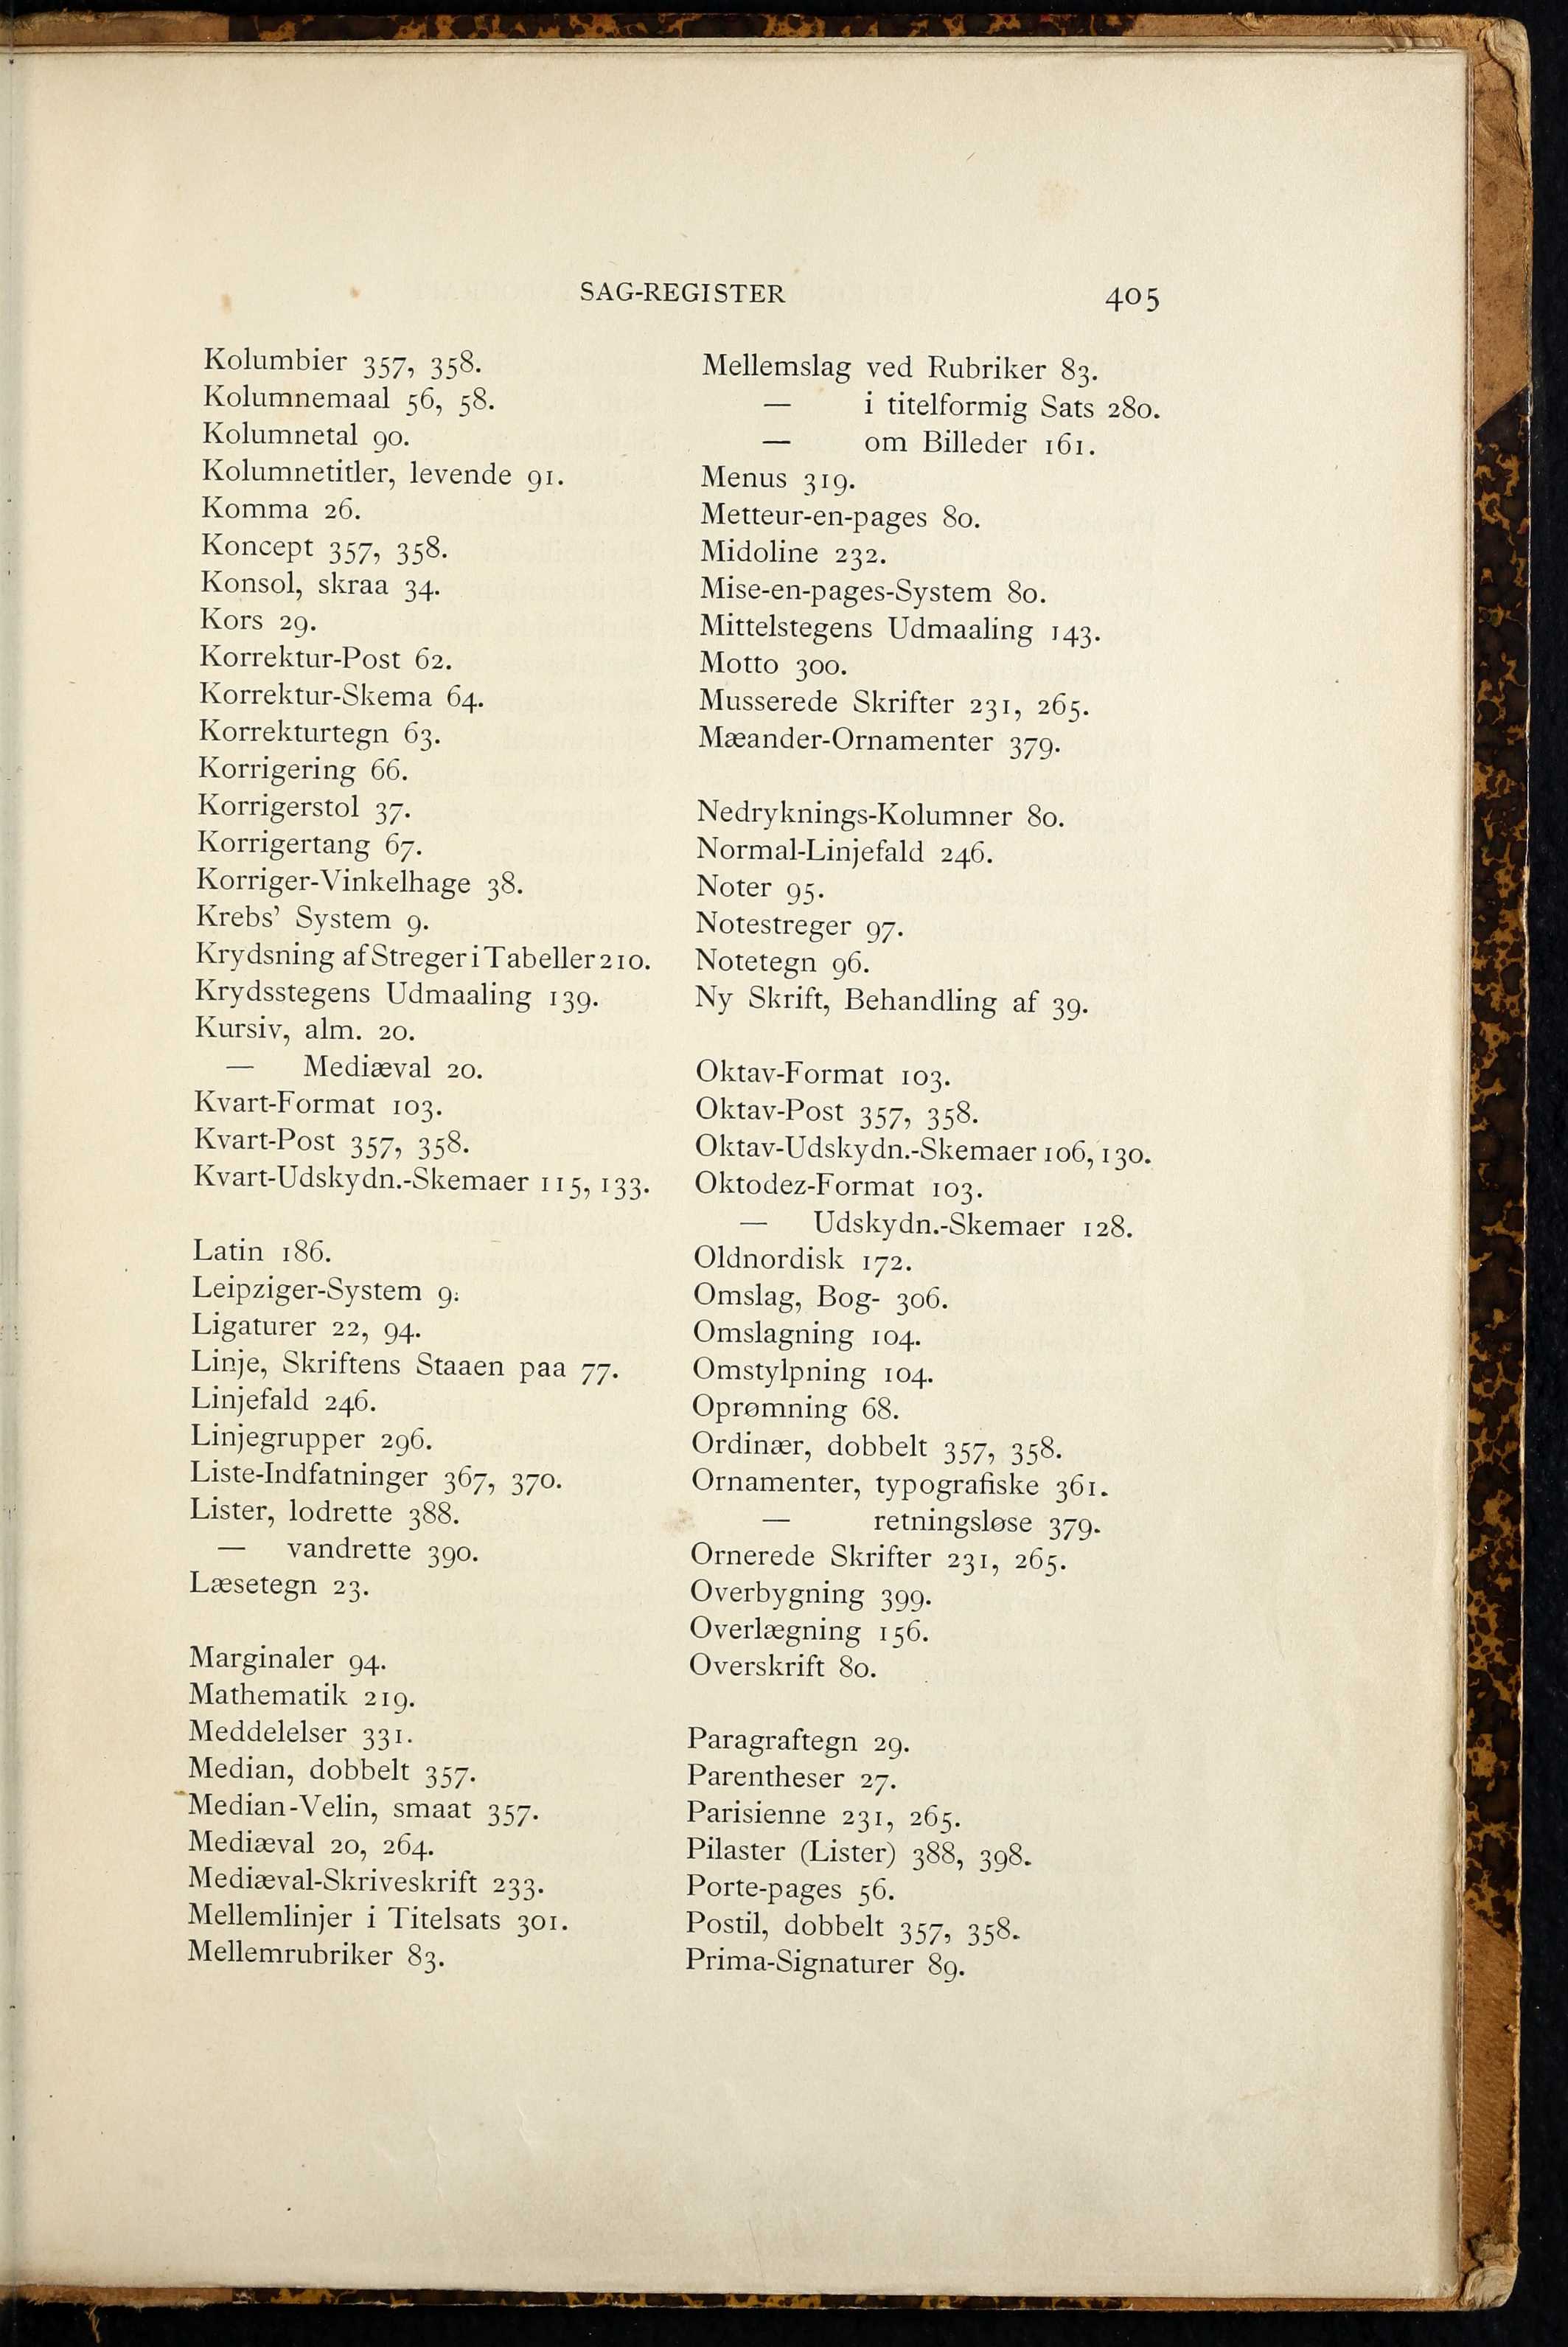 SAG-REGISTER 405
Kolumbier 357, 358.
Kolumnemaal 56, 58.
Kolumnetal 90.
Kolumnetitler, levende 91.
Komma 26.
Koncept 357, 358.
Konsol, skraa 34.
Kors 29.
Korrektur-Post 62.
Korrektur-Skema 64.
Korrekturtegn 63.
Korrigering 66.
Korrigerstol 37.
Korrigertang 67.
Korriger-Vinkelhage 38.
Krebs' System 9.
Krydsning af Streger i Tabeller 210.
Krydsstegens Udmaaling 139.
Kursiv, alm. 20.
— Mediæval 20.
Kvart-Format 103.
Kvart-Post 357, 358.
Kvart-Udskydn.-Skemaer 115, 133.
Latin 186.
Leipziger-System 9.
Ligaturer 22, 94.
Linje, Skriftens Staaen paa 77.
Linjefald 246.
Linjegrupper 296.
Liste-Indfatninger 367, 370.
Lister, lodrette 388.
— vandrette 390.
Læsetegn 23.
Marginaler 94.
Mathematik 219.
Meddelelser 331.
Median, dobbelt 357.
Median-Velin, smaat 357.
Mediæval 20, 264.
Mediæval-Skriveskrift 233.
Mellemlinjer i Titelsats 301.
Mellemrubriker 83.
Mellemslag ved Rubriker 83.
— i titelformig Sats 280.
— om Billeder 161.
Menus 319.
Metteur-en-pages 80.
Midoline 232.
Mise-en-pages-System 80.
Mittelstegens Udmaaling 143.
Motto 300.
Musserede Skrifter 231, 265.
Mæander-Ornamenter 379.
Nedryknings-Kolumner 80.
Normal-Linjefald 246.
Noter 95.
Notestreger 97.
Notetegn 96.
Ny Skrift, Behandling af 39.
Oktav-Format 103.
Oktav-Post 357, 358.
Oktav-Udskydn.-Skemaer 106, 130.
Oktodez-Format 103.
— Udskydn.-Skemaer 128.
Oldnordisk 172.
Omslag, Bog- 306.
Omslagning 104.
Omstylpning 104.
Oprømning 68.
Ordinær, dobbelt 357, 358.
Ornamenter, typografiske 361.
— retningsløse 379.
Ornerede Skrifter 231, 265.
Overbygning 399.
Overlægning 156.
Overskrift 80.
Paragraftegn 29.
Parentheser 27.
Parisienne 231, 265.
Pilaster (Lister) 388, 398.
Porte-pages 56.
Postil, dobbelt 357, 358.
Prima-Signaturer 89.